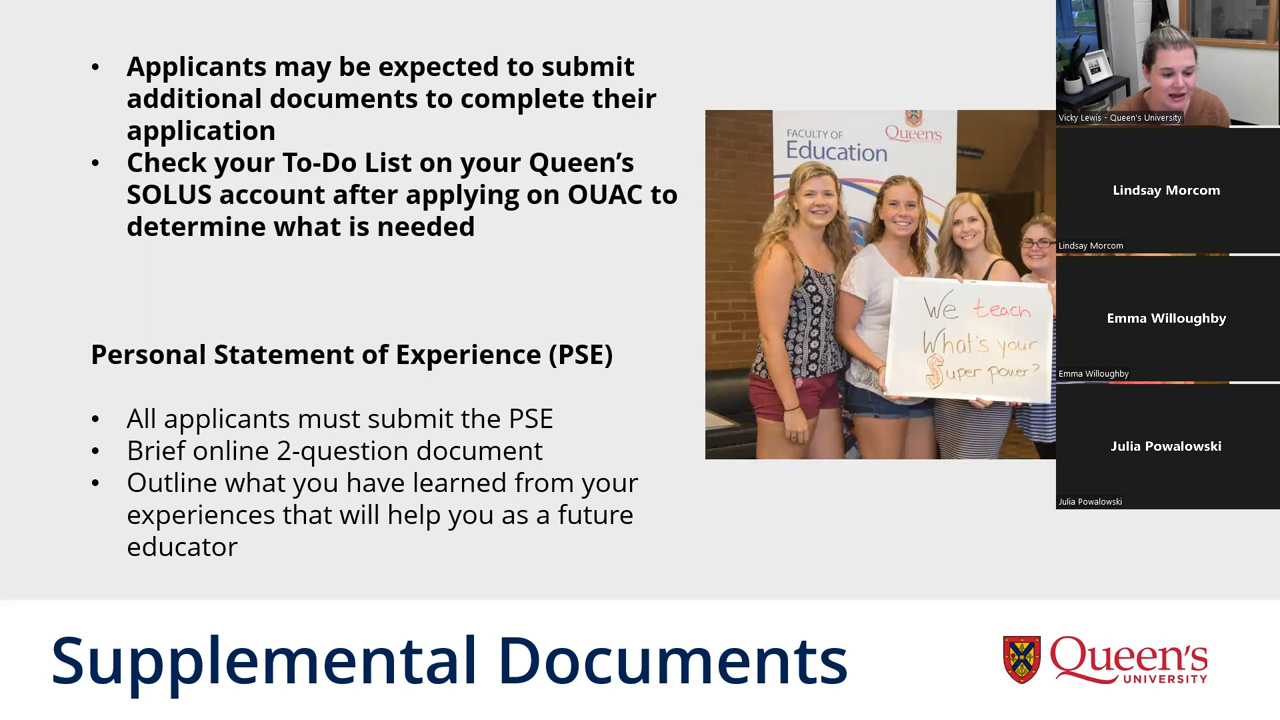 • Applicants may be expected to submit
additional documents to complete their
application
• Check your To-Do List on your Queen's
SOLUS account after applying on OUAC to
determine what is needed
Personal Statement of Experience (PSE)
• All applicants must submit the PSE
• Brief online 2-question document
• Outline what you have learned from your
experiences that will help you as a future
educator
FACULTY OF
Education
Queen's
We teach
What's your
Super power?
Vicky Lewis - Queen's University
Lindsay Morcom
Lindsay Morcom
Emma Willoughby
Emma Willoughby
Julia Powalowski
Julia Powalowski
Supplemental Documents
Queen's
UNIVERSITY